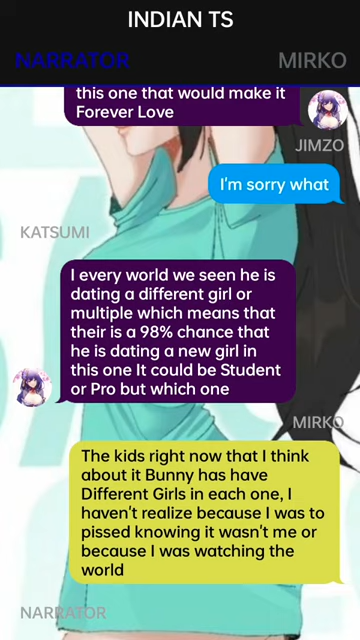 INDIAN TS
NARRATOR
MIRKO
this one that would make it
Forever Love
JIMZO
I'm sorry what
KATSUMI
I every world we seen he is
dating a different girl or
multiple which means that
their is a 98% chance that
he is dating a new girl in
this one It could be Student
or Pro but which one
MIRKO
The kids right now that I think
about it Bunny has have
Different Girls in each one, I
haven't realize because I was to
pissed knowing it wasn't me or
because I was watching the
world
NARRATOR